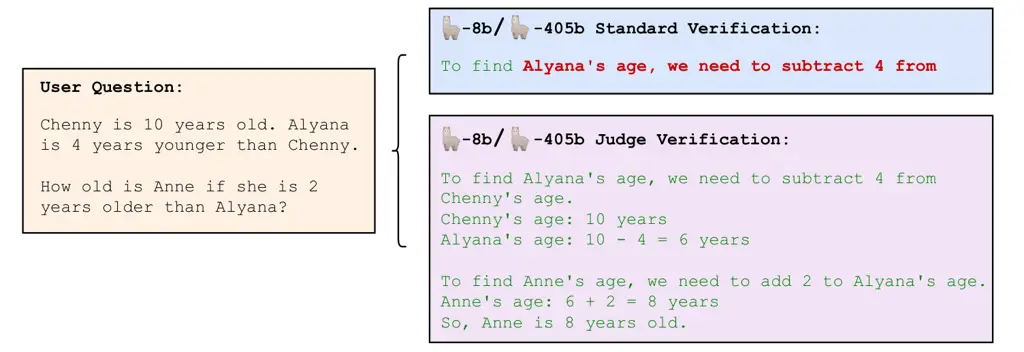 User Question:
Chenny is 10 years old. Alyana
is 4 years younger than Chenny.
How old is Anne if she is 2
years older than Alyana?
-8b/ -405b Standard Verification:
To find Alyana's age, we need to subtract 4 from
-8b/ -405b Judge Verification:
To find Alyana's age, we need to subtract 4 from
Chenny's age.
Chenny's age: 10 years
Alyana's age: 10 - 4 = 6 years
To find Anne's age, we need to add 2 to Alyana's age.
Anne's age: 6 + 2 = 8 years
So, Anne is 8 years old.